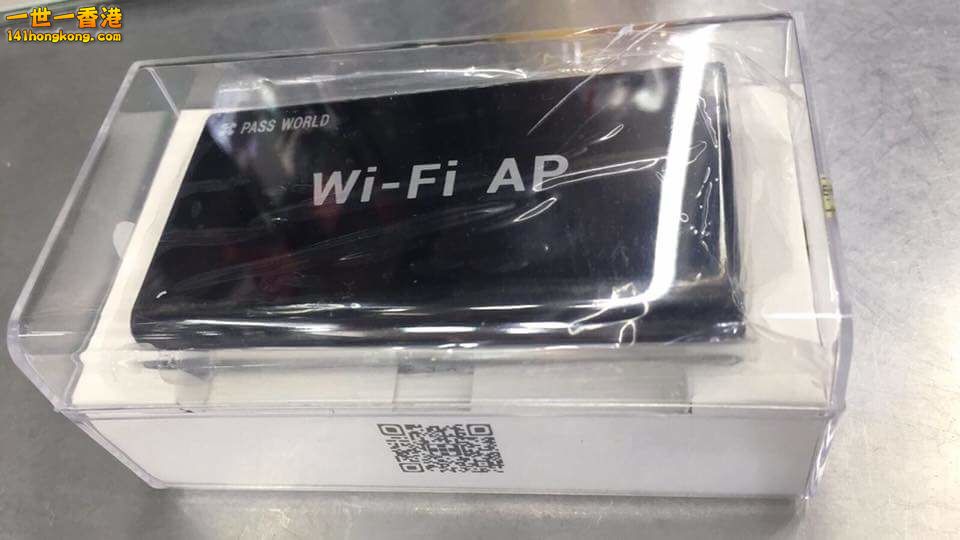 一世一香港
141hongkong.com
PASS WORLD
Wi-Fi AP